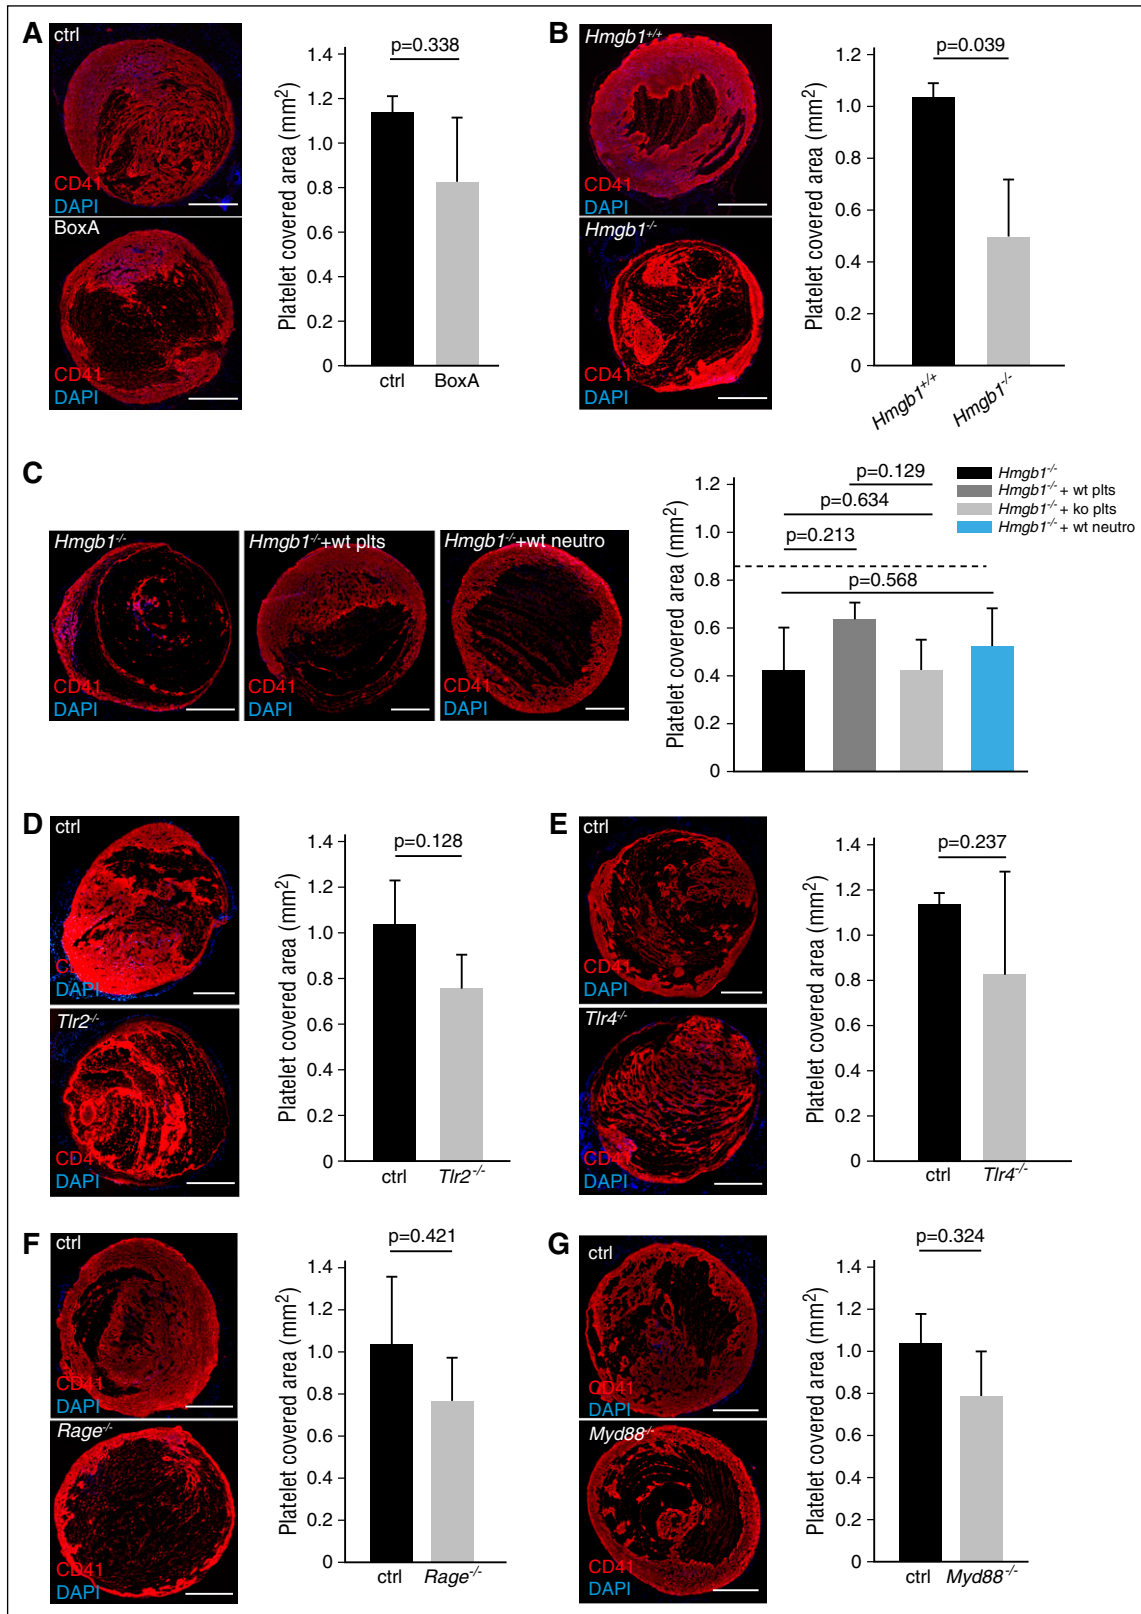 A
ctrl
CD41
DAPI
BoxA
CD41
DAPI
Platelet covered area (mm²)
1.4
1.2
1.0
0.8
0.6
0.4
0.2
0
p=0.338
ctrl BoxA
B
Hmgb1+/+
CD41
DAPI
Hmgb1-/-
CD41
DAPI
Platelet covered area (mm²)
1.2
1.0
0.8
0.6
0.4
0.2
0
p=0.039
Hmgb1+/+ Hmgb1-/-
C
Hmgb1-/-
CD41
DAPI
Hmgb1-/-+wt plts
CD41
DAPI
Hmgb1-/-+wt neutro
CD41
DAPI
Platelet covered area (mm²)
1.2
1.0
0.8
0.6
0.4
0.2
0
p=0.129
p=0.634
p=0.213
p=0.568
Hmgb1-/-
Hmgb1-/- + wt plts
Hmgb1-/- + ko plts
Hmgb1-/- + wt neutro
D
ctrl
CD41
DAPI
Tlr2-/-
CD41
DAPI
Platelet covered area (mm²)
1.4
1.2
1.0
0.8
0.6
0.4
0.2
0
p=0.128
ctrl Tlr2-/-
E
ctrl
CD41
DAPI
Tlr4-/-
CD41
DAPI
Platelet covered area (mm²)
1.4
1.2
1.0
0.8
0.6
0.4
0.2
0
p=0.237
ctrl Tlr4-/-
F
ctrl
CD41
DAPI
Rage-/-
CD41
DAPI
Platelet covered area (mm²)
1.4
1.2
1.0
0.8
0.6
0.4
0.2
0
p=0.421
ctrl Rage-/-
G
ctrl
CD41
DAPI
Myd88-/-
CD41
DAPI
Platelet covered area (mm²)
1.4
1.2
1.0
0.8
0.6
0.4
0.2
0
p=0.324
ctrl Myd88-/-